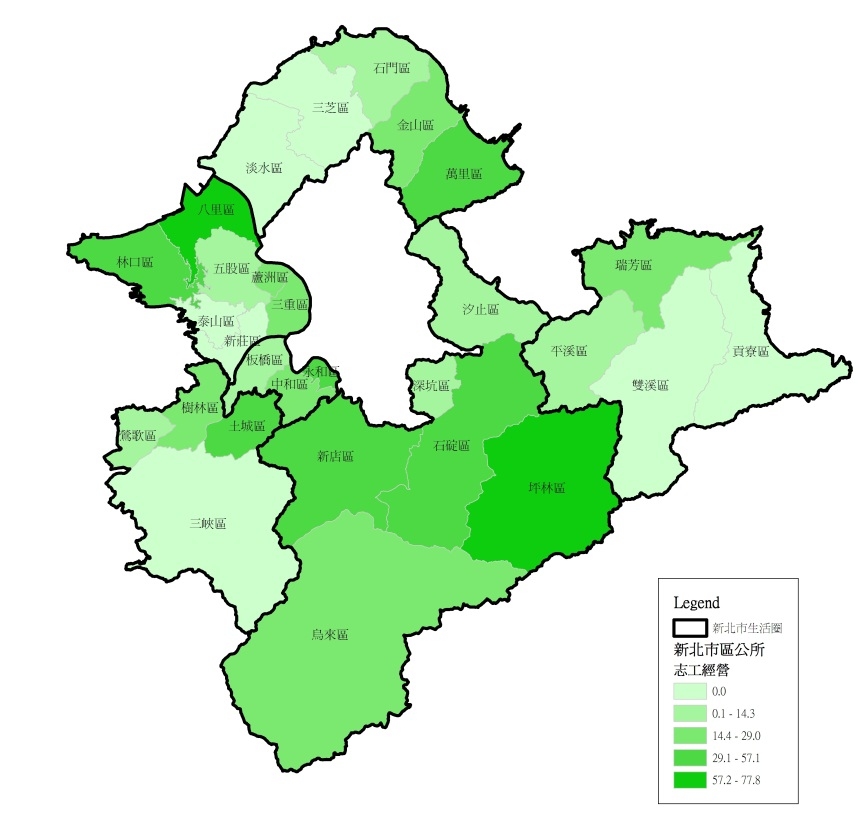 石門區
三芝區
金山區
淡水區
萬里區
八里區
林口區
五股區
蘆洲區
瑞芳區
三重區
汐止區
泰山區
新莊區
板橋區
平溪區
貢寮區
永和區
中和區
深坑區
雙溪區
樹林區
土城區
鶯歌區
新店區
石碇區
坪林區
三峽區
烏來區
Legend
新北市生活圈
新北市區公所
志工經營
0.0
0.1 - 14.3
14.4 - 29.0
29.1 - 57.1
57.2 - 77.8